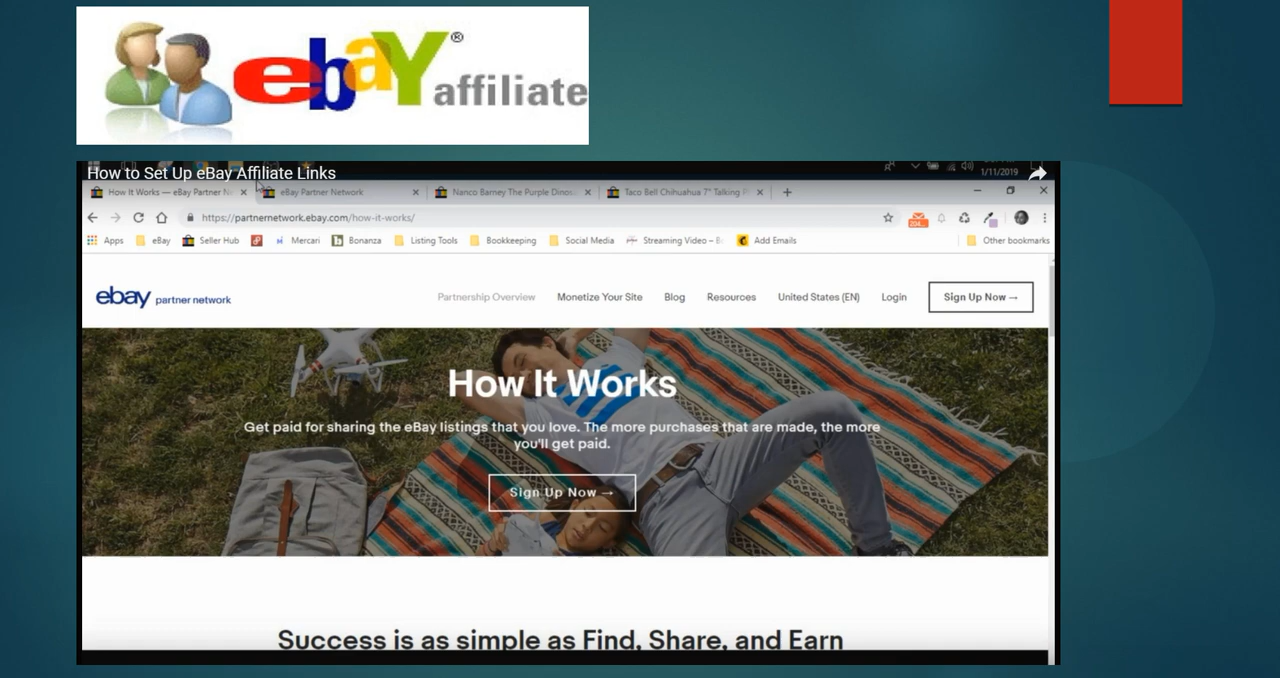 ebaY® affiliate
How to Set Up eBay Affiliate Links
1/11/2019
How It Works — eBay Partner N
eBay Partner Network
Nanco Barney The Purple Dinos
Taco Bell Chihuahua 7" Talking P
https://partnernetwork.ebay.com/how-it-works/
Apps eBay Seller Hub Mercari Bonanza Listing Tools Bookkeeping Social Media Streaming Video – B Add Emails Other bookmarks
ebay partner network
Partnership Overview Monetize Your Site Blog Resources United States (EN) Login Sign Up Now →
How It Works
Get paid for sharing the eBay listings that you love. The more purchases that are made, the more
you'll get paid.
Sign Up Now →
Success is as simple as Find, Share, and Earn